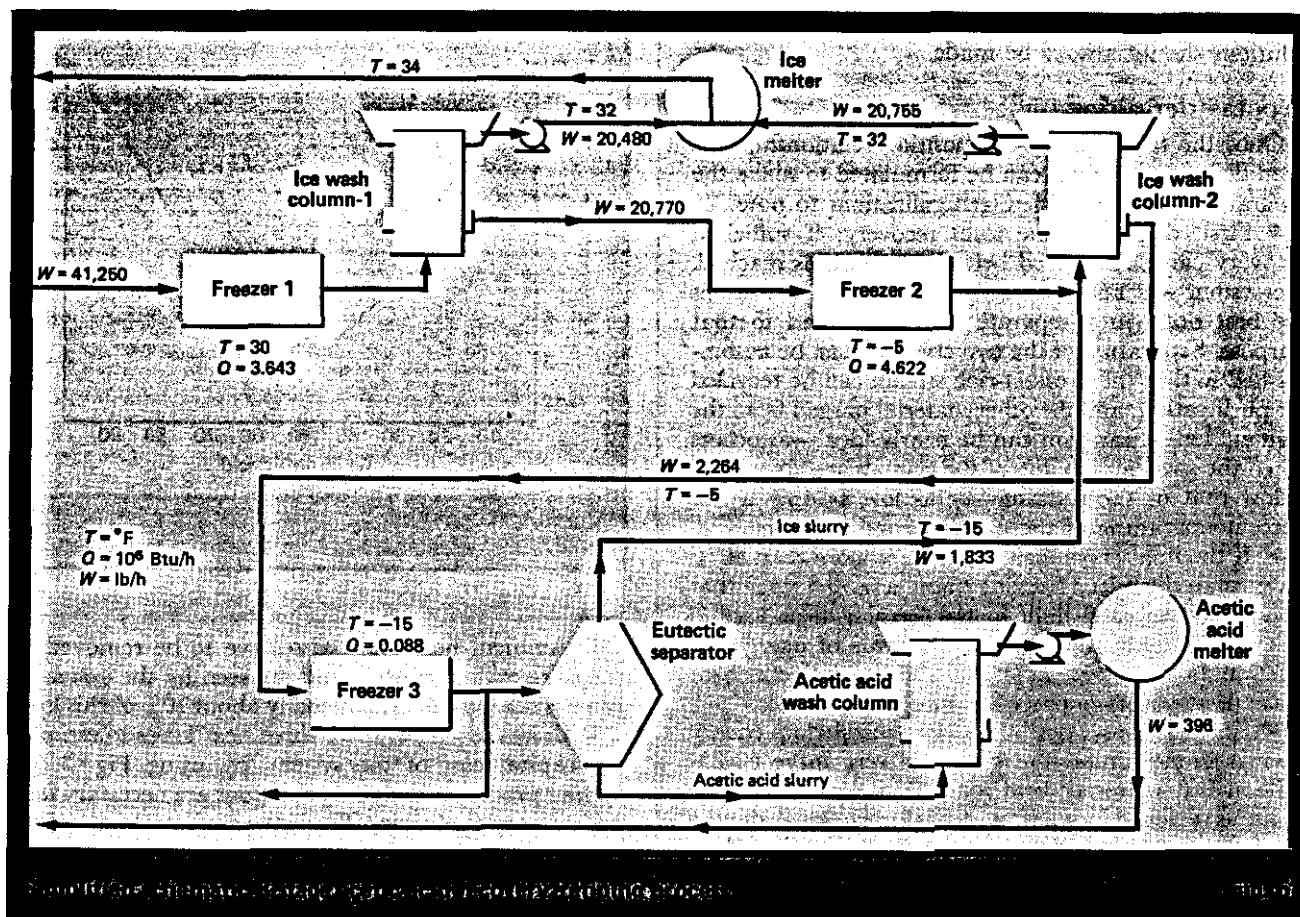 T = 34
Ice
melter
T = 32
W = 20,480
W = 20,755
T = 32
Ice wash
column-1
Ice wash
column-2
W = 20,770
W = 41,250
Freezer 1
Freezer 2
T = 30
Q = 3.643
T = −5
Q = 4.622
W = 2,264
T = −5
Ice slurry
T = −15
W = 1,833
T = °F
Q = 10⁶ Btu/h
W = lb/h
T = −15
Q = 0.088
Freezer 3
Eutectic
separator
Acetic acid
wash column
Acetic
acid
melter
W = 396
Acetic acid slurry